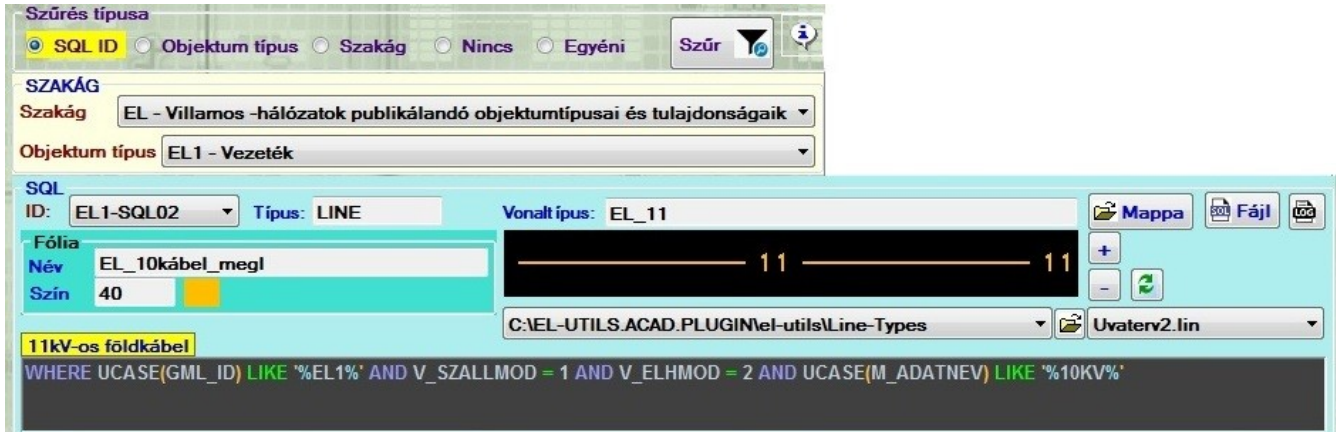 Szűrés típusa
SQL ID Objektum típus Szakág Nincs Egyéni Szűr
SZAKÁG
Szakág EL - Villamos -hálózatok publikálandó objektumtípusai és tulajdonságaik
Objektum típus EL1 - Vezeték
SQL
ID: EL1-SQL02 Típus: LINE Vonaltípus: EL_11 Mappa SQL Fájl LOG
Fólia
Név EL_10kábel_megl
Szín 40
11 11
+
-
C:\EL-UTILS.ACAD.PLUGIN\el-utils\Line-Types Uvaterv2.lin
11kV-os földkábel
WHERE UCASE(GML_ID) LIKE '%EL1%' AND V_SZALLMOD = 1 AND V_ELHMOD = 2 AND UCASE(M_ADATNEV) LIKE '%10KV%'